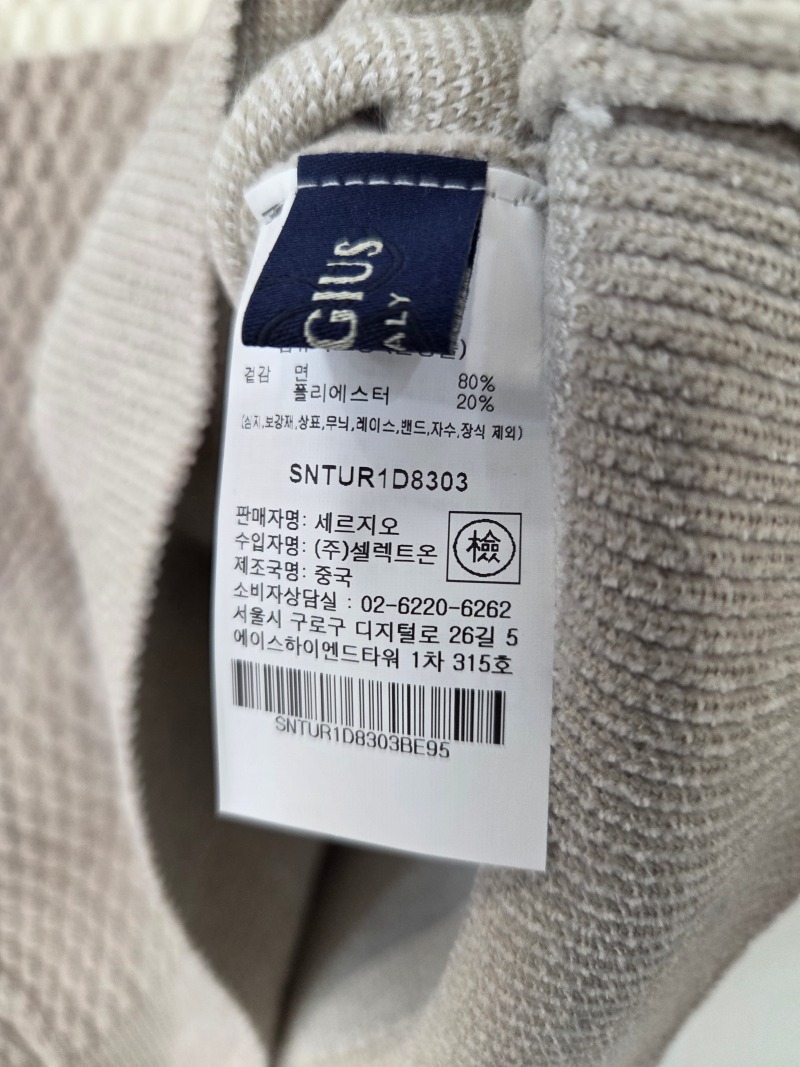 GIUS
ALY
겉감 면 80%
폴리에스터 20%
(심지,보강재,상표,무늬,레이스,밴드,자수,장식 제외)
SNTUR1D8303
판매자명: 세르지오
수입자명: (주)셀렉트온
檢
제조국명: 중국
소비자상담실 : 02-6220-6262
서울시 구로구 디지털로 26길 5
에이스하이엔드타워 1차 315호
SNTUR1D8303BE95